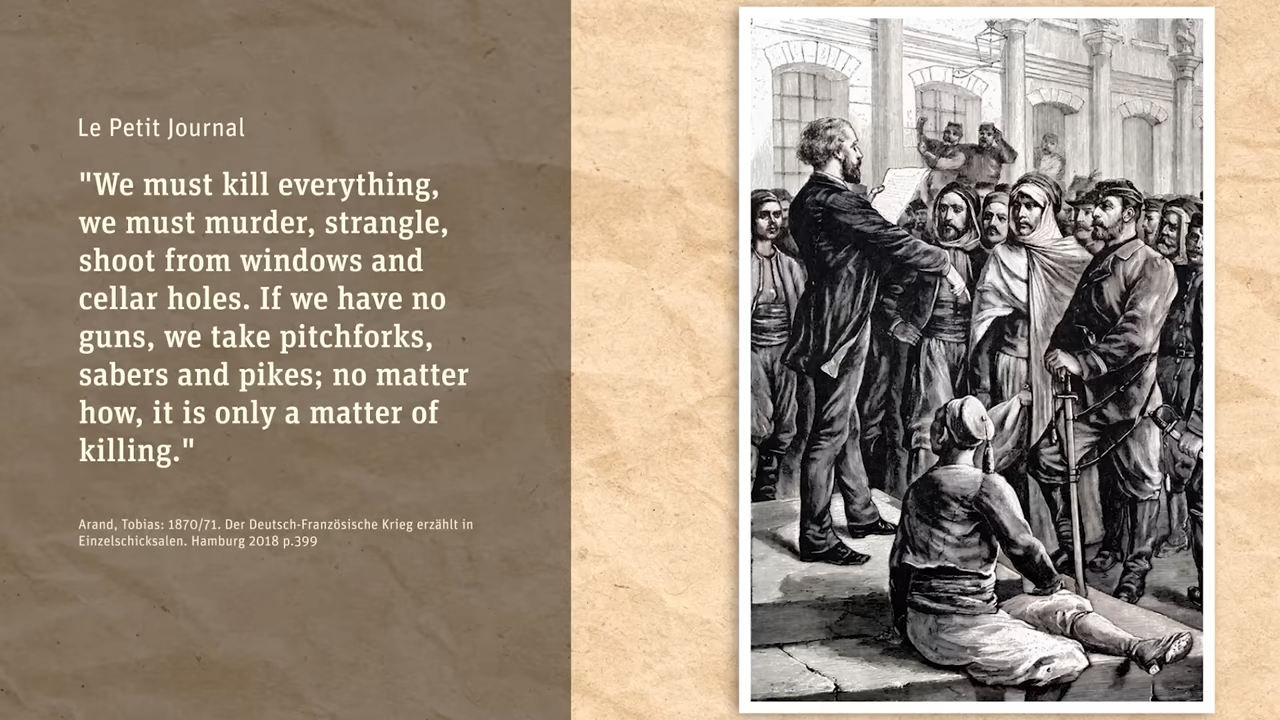 Le Petit Journal
"We must kill everything,
we must murder, strangle,
shoot from windows and
cellar holes. If we have no
guns, we take pitchforks,
sabers and pikes; no matter
how, it is only a matter of
killing."
Arand, Tobias: 1870/71. Der Deutsch-Französische Krieg erzählt in
Einzelschicksalen. Hamburg 2018 p.399